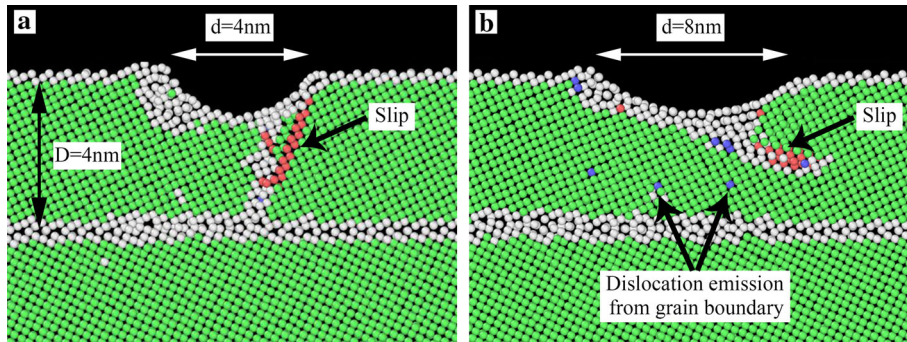 a
d=4nm
Slip
D=4nm
b
d=8nm
Slip
Dislocation emission
from grain boundary